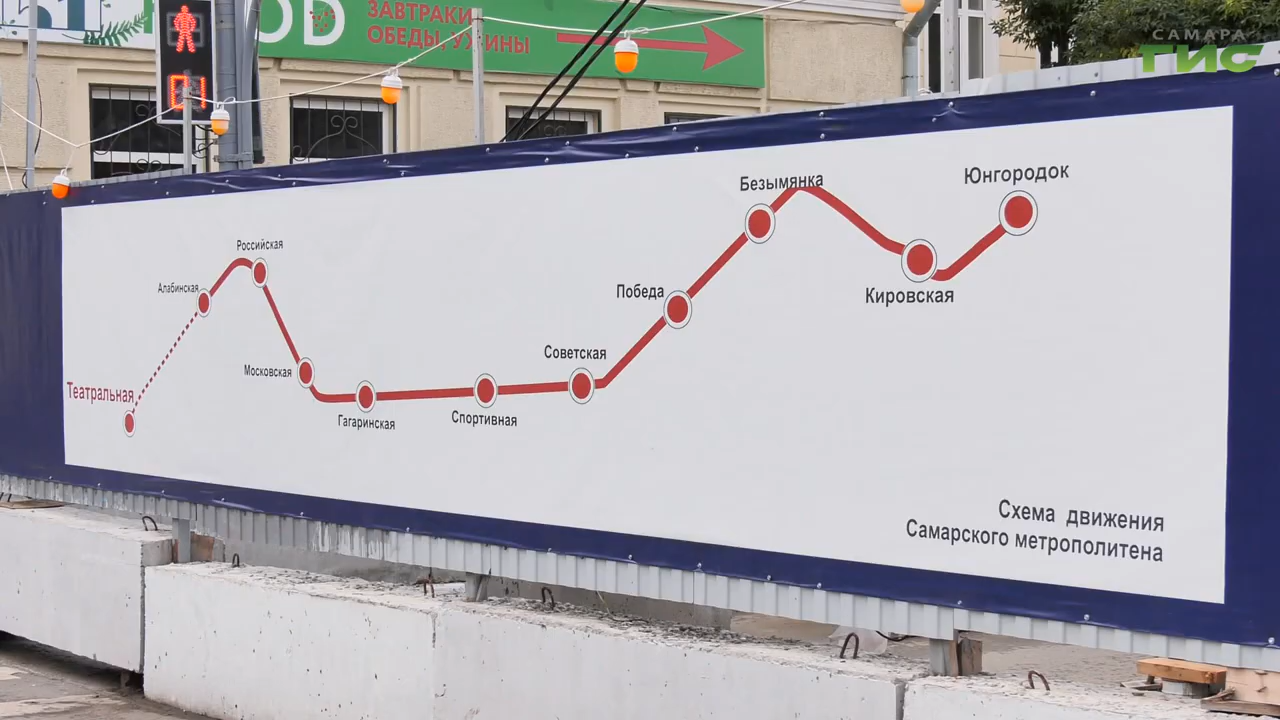 ЗАВТРАКИ
ОБЕДЫ, УЖИНЫ
САМАРА
ГИС
Безымянка
Юнгородок
Российская
Алабинская
Победа
Кировская
Советская
Московская
Театральная
Гагаринская
Спортивная
Схема движения
Самарского метрополитена